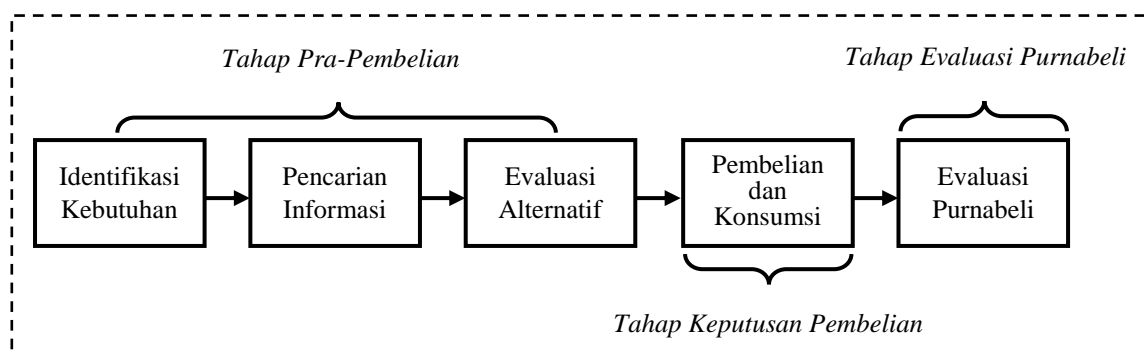 Tahap Pra-Pembelian
Tahap Evaluasi Purnabeli
Identifikasi
Kebutuhan
Pencarian
Informasi
Evaluasi
Alternatif
Pembelian
dan
Konsumsi
Evaluasi
Purnabeli
Tahap Keputusan Pembelian